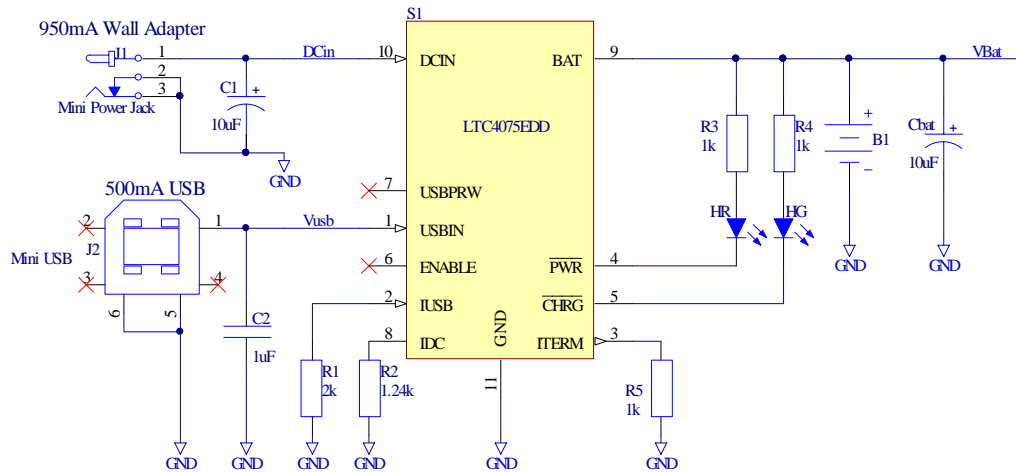 S1
950mA Wall Adapter
J1
1
2
3
Mini Power Jack
DCin
10
DCIN
BAT
9
VBat
C1
+
10uF
GND
LTC4075EDD
R3
1k
R4
1k
+
B1
−
Cbat
+
10uF
GND
GND
7
USBPRW
500mA USB
2
J2
1
Vusb
1
USBIN
HR
HG
Mini USB
3
4
6
ENABLE
PWR
4
6
5
2
IUSB
CHRG
5
C2
1uF
8
IDC
GND
ITERM
3
R1
2k
R2
1.24k
11
R5
1k
GND
GND
GND
GND
GND
GND